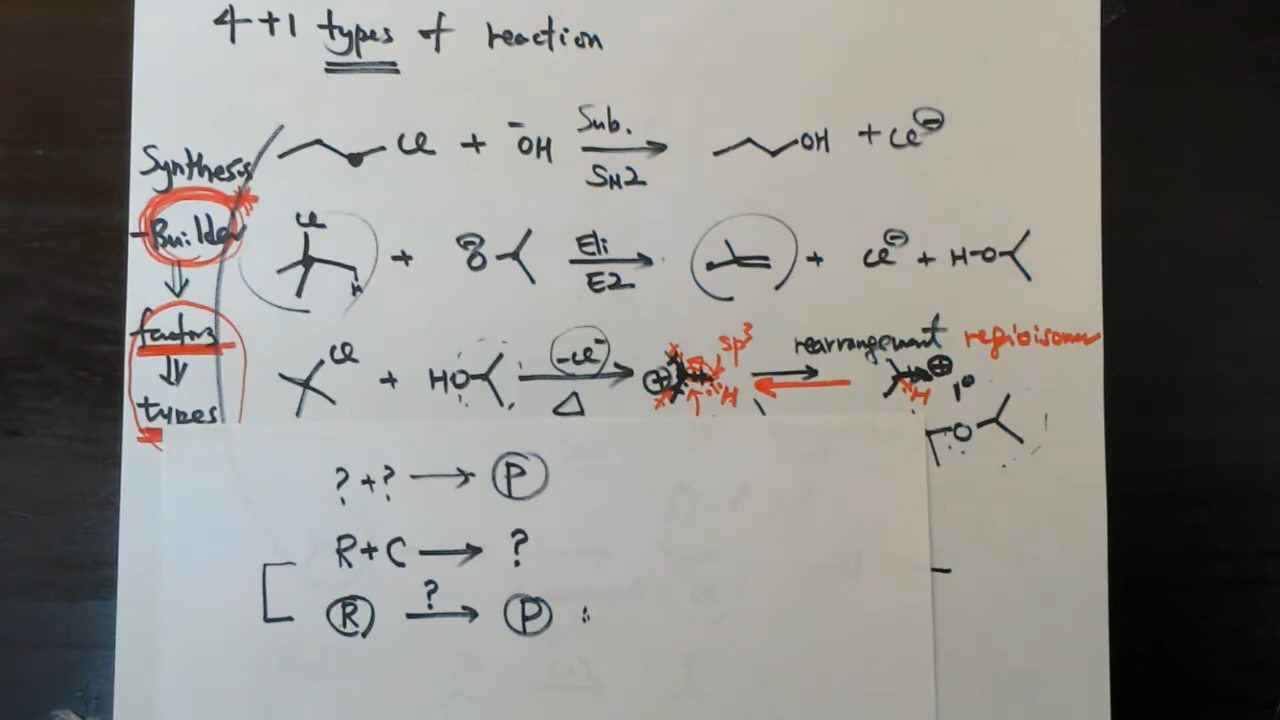 4+1 types of reaction
Synthesis
-Builder
factors
types
Cl + -OH Sub. SN2 OH + Cl⊖
Cl H + ⊖O Eli E2 + Cl⊖ + H-O
Cl + HO -Cl- Δ ⊕ sp³ H rearrangement regioisomer ⊕ H 1°
O
? + ? → P
R + C → ?
R ? → P